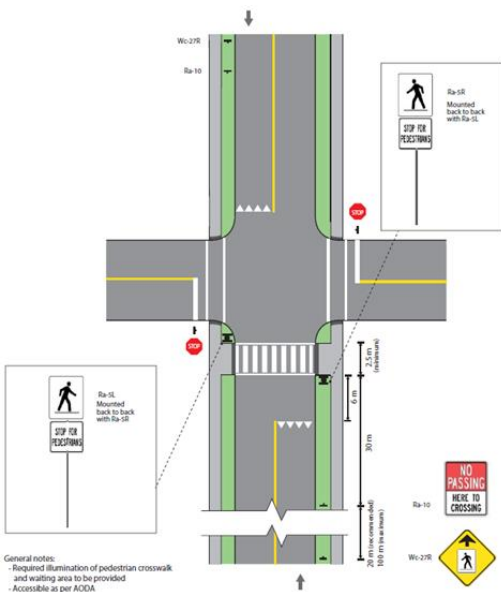 Wc-27R
Ra-10
STOP
Ra-5R
Mounted
back to back
with Ra-5L
STOP FOR
PEDESTRIANS
STOP
2.5 m
(minimum)
6 m
30 m
Ra-5L
Mounted
back to back
with Ra-5R
STOP FOR
PEDESTRIANS
20 m (recommended)
100 m (maximum)
Ra-10
NO
PASSING
HERE TO
CROSSING
Wc-27R
General notes:
- Required illumination of pedestrian crosswalk
and waiting area to be provided
- Accessible as per AODA